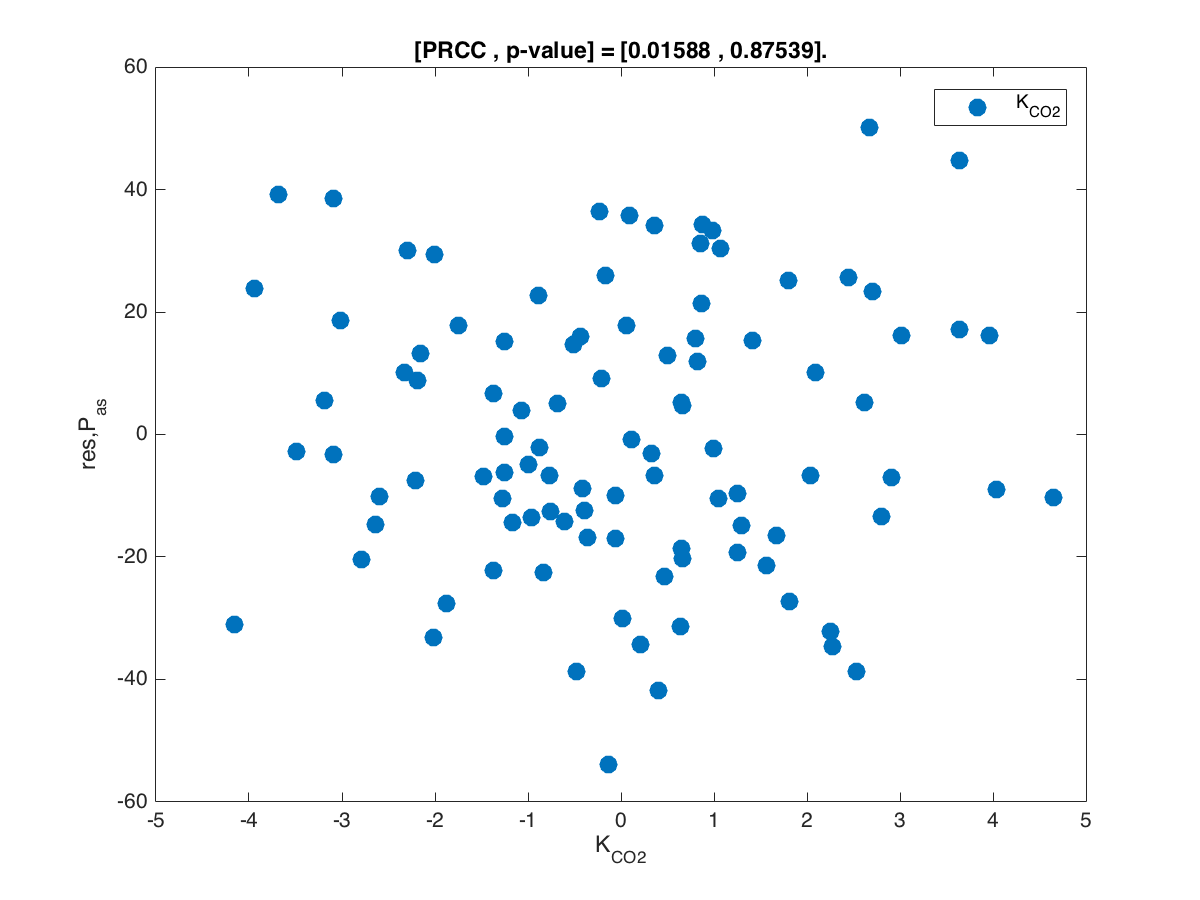 [PRCC , p-value] = [0.01588 , 0.87539].
K_CO2
60
40
20
0
-20
-40
-60
res,P_as
-5 -4 -3 -2 -1 0 1 2 3 4 5
K_CO2